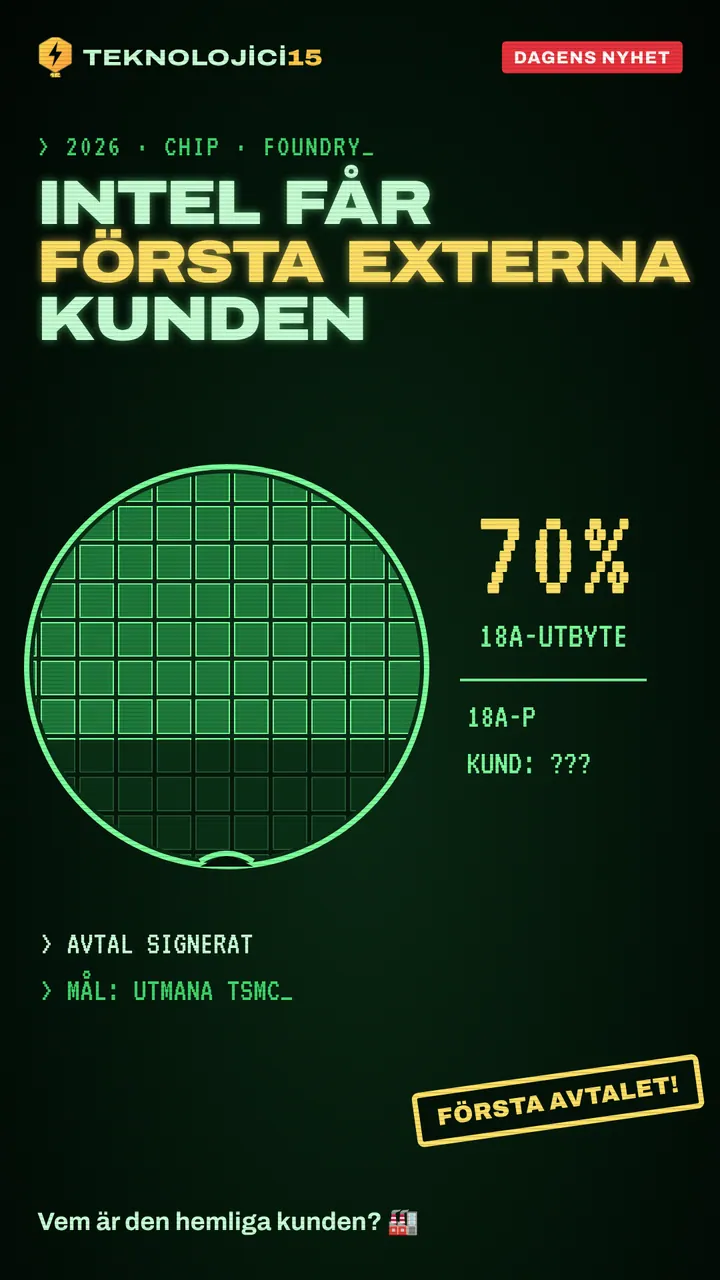 TEKNOLOJİCİ15
DAGENS NYHET
> 2026 · CHIP · FOUNDRY_
INTEL FÅR
FÖRSTA EXTERNA
KUNDEN
70%
18A-UTBYTE
18A-P
KUND: ???
> AVTAL SIGNERAT
> MÅL: UTMANA TSMC_
FÖRSTA AVTALET!
Vem är den hemliga kunden? 🏭